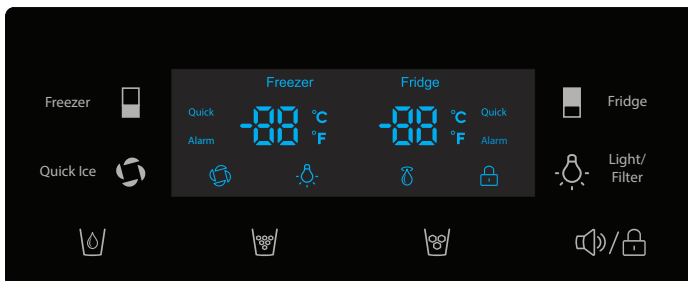 Freezer
Quick Ice
Freezer Fridge
Quick -88 °C -88 °C Quick
Alarm °F °F Alarm
Fridge
Light/
Filter
/